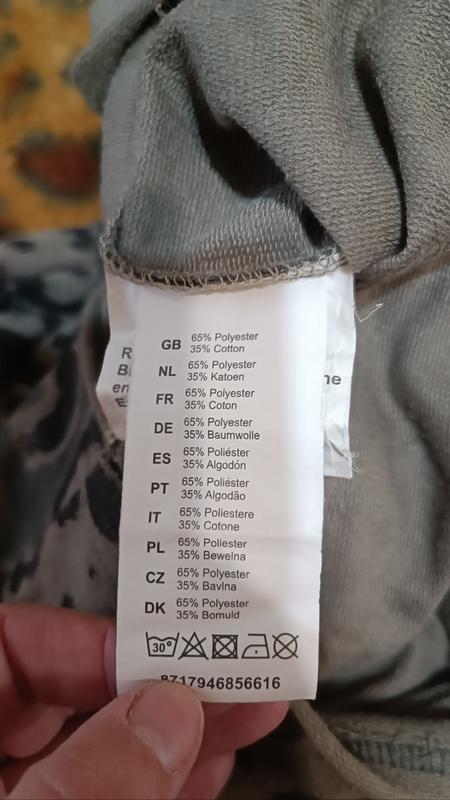 GB 65% Polyester
35% Cotton
NL 65% Polyester
35% Katoen
FR 65% Polyester
35% Coton
DE 65% Polyester
35% Baumwolle
ES 65% Poliéster
35% Algodón
PT 65% Poliéster
35% Algodão
IT 65% Poliestere
35% Cotone
PL 65% Poliester
35% Bewelna
CZ 65% Polyester
35% Bavlna
DK 65% Polyester
35% Bomuld
30°
8717946856616